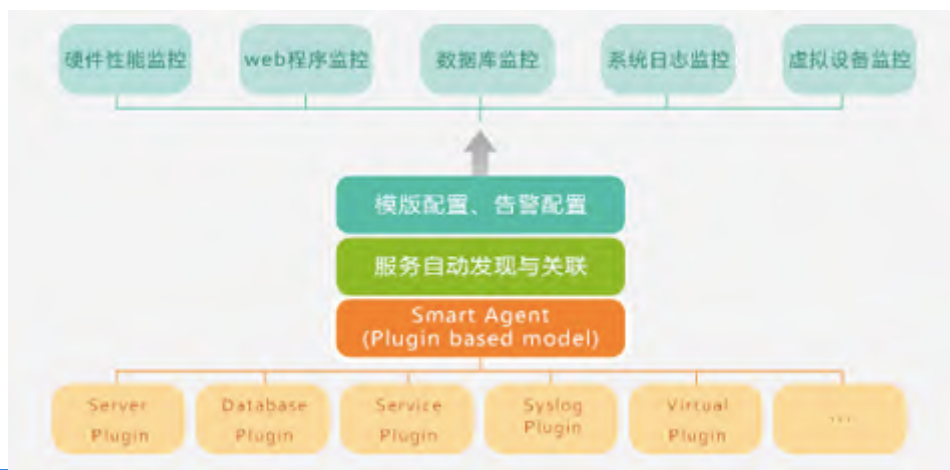 硬件性能监控
web程序监控
数据库监控
系统日志监控
虚拟设备监控
模版配置、告警配置
服务自动发现与关联
Smart Agent
(Plugin based model)
Server
Plugin
Database
Plugin
Service
Plugin
Syslog
Plugin
Virtual
Plugin
...